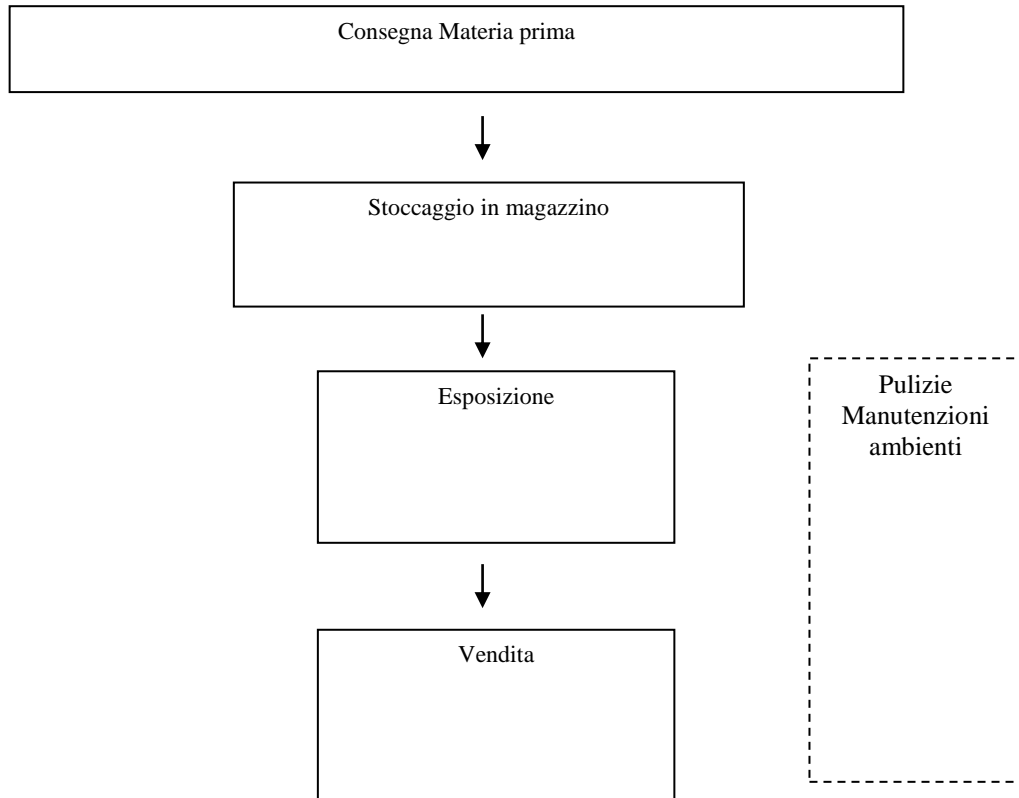 Consegna Materia prima
Stoccaggio in magazzino
Esposizione
Pulizie
Manutenzioni
ambienti
Vendita